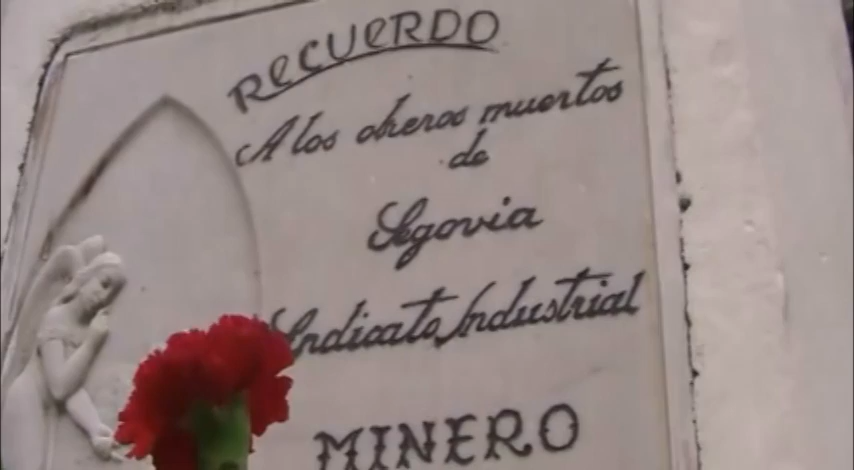 RECUERDO
A los obreros muertos
de
Segovia
Sindicato Industrial
MINERO